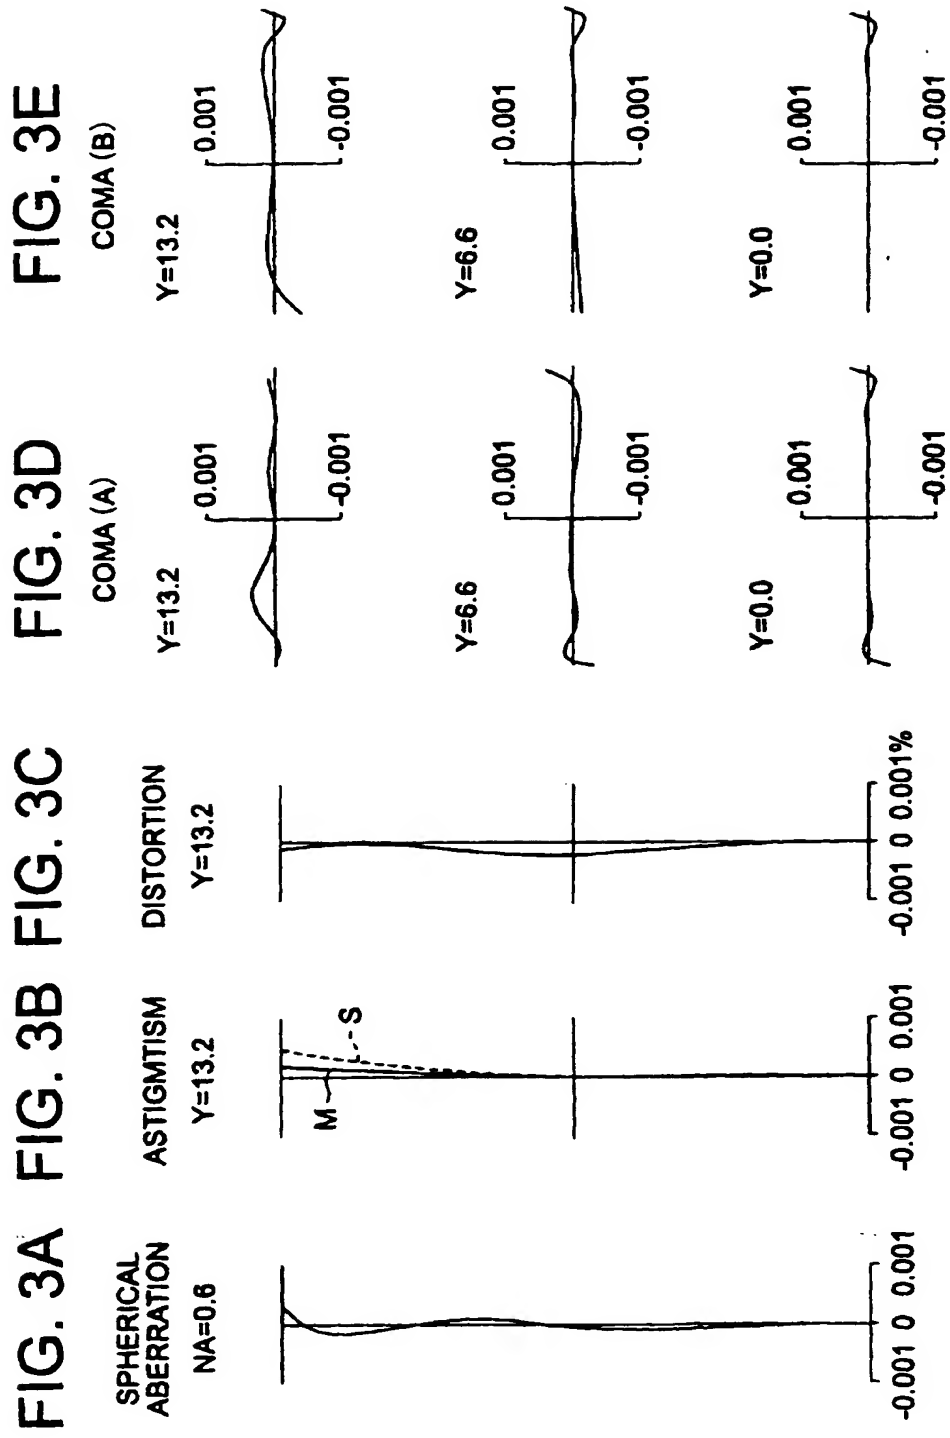 FIG. 3A
SPHERICAL
ABERRATION
NA=0.6
-0.001 0 0.001
FIG. 3B
ASTIGMTISM
Y=13.2
M
S
-0.001 0 0.001
FIG. 3C
DISTORTION
Y=13.2
-0.001 0 0.001%
FIG. 3D
COMA (A)
Y=13.2
0.001
-0.001
Y=6.6
0.001
-0.001
Y=0.0
0.001
-0.001
FIG. 3E
COMA (B)
Y=13.2
0.001
-0.001
Y=6.6
0.001
-0.001
Y=0.0
0.001
-0.001